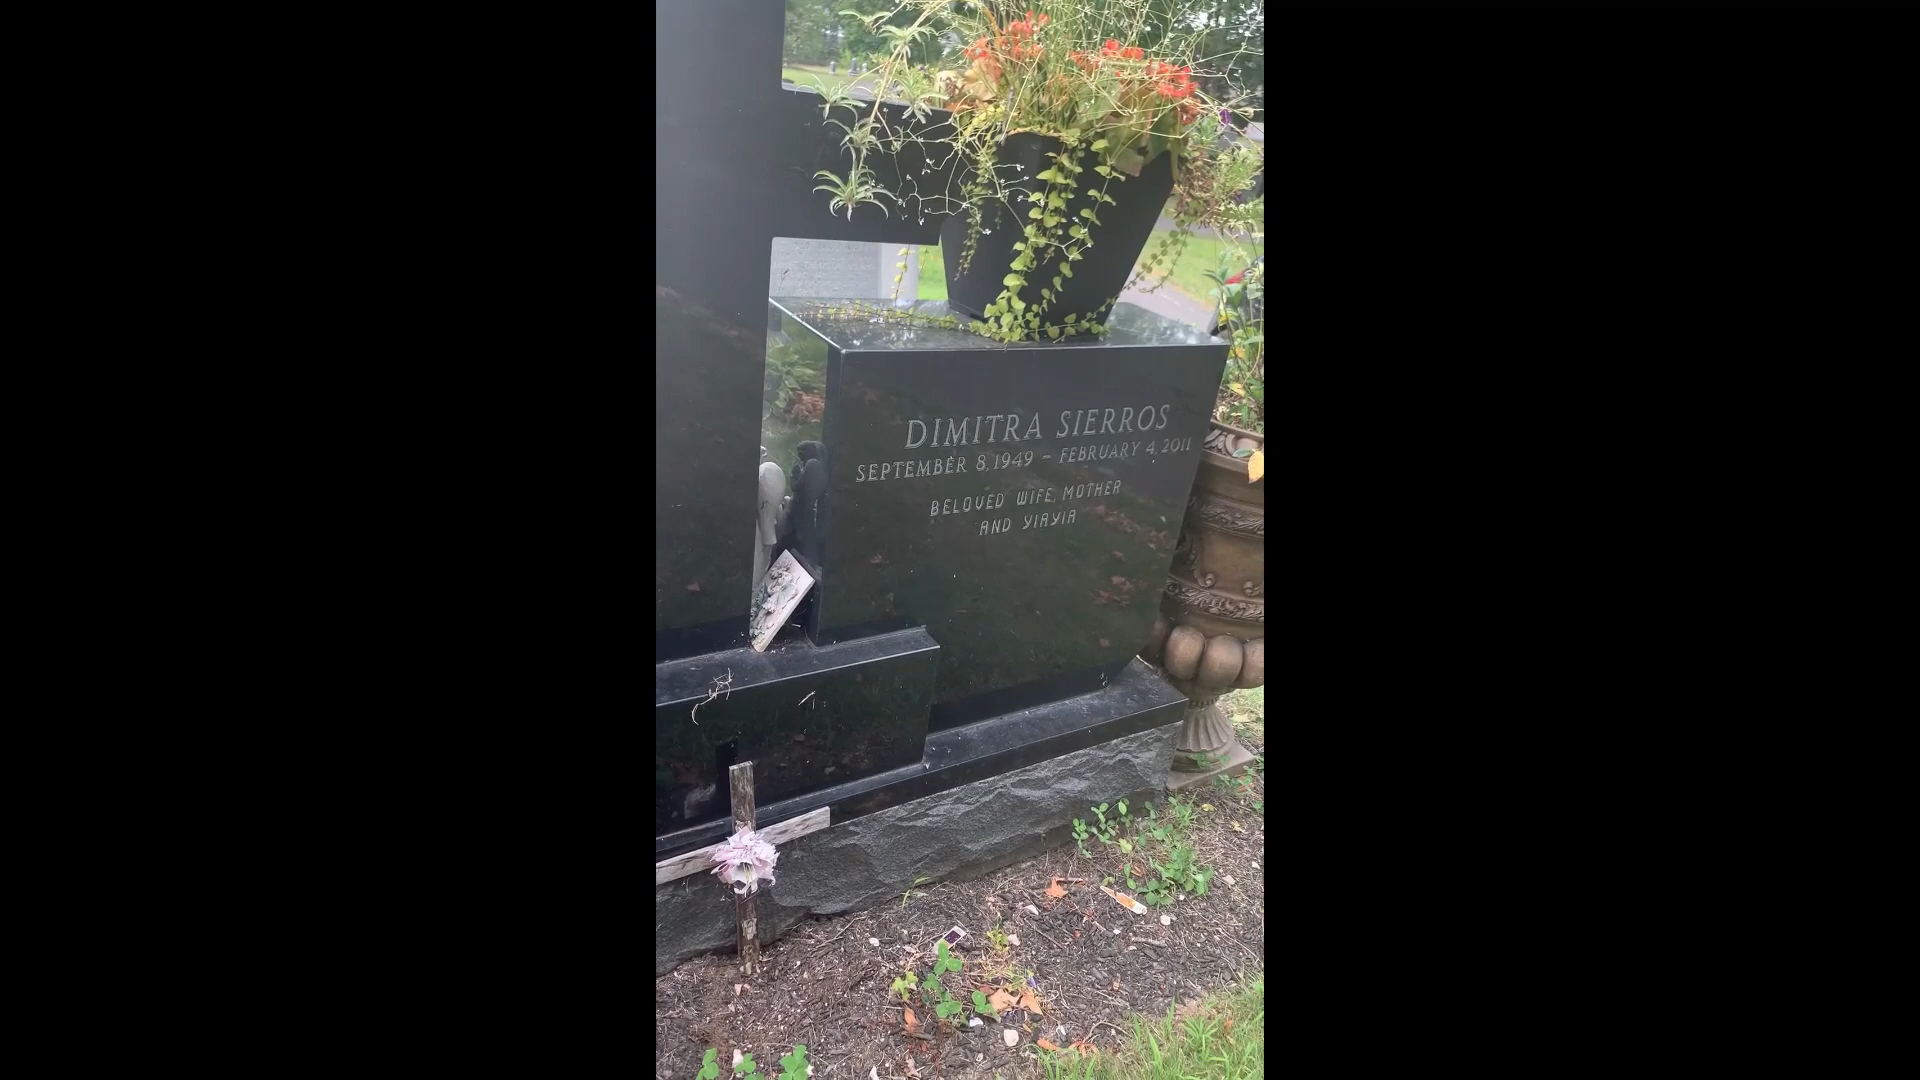 DIMITRA SIERROS
SEPTEMBER 8, 1949 - FEBRUARY 4, 2011
BELOVED WIFE, MOTHER
AND YIAYIA